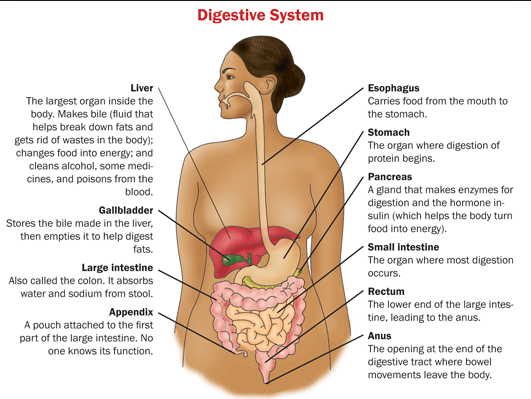 Digestive System
Liver
The largest organ inside the
body. Makes bile (fluid that
helps break down fats and
gets rid of wastes in the body);
changes food into energy; and
cleans alcohol, some medi-
cines, and poisons from the
blood.
Gallbladder
Stores the bile made in the liver,
then empties it to help digest
fats.
Large intestine
Also called the colon. It absorbs
water and sodium from stool.
Appendix
A pouch attached to the first
part of the large intestine. No
one knows its function.
Esophagus
Carries food from the mouth to
the stomach.
Stomach
The organ where digestion of
protein begins.
Pancreas
A gland that makes enzymes for
digestion and the hormone in-
sulin (which helps the body turn
food into energy).
Small intestine
The organ where most digestion
occurs.
Rectum
The lower end of the large intes-
tine, leading to the anus.
Anus
The opening at the end of the
digestive tract where bowel
movements leave the body.